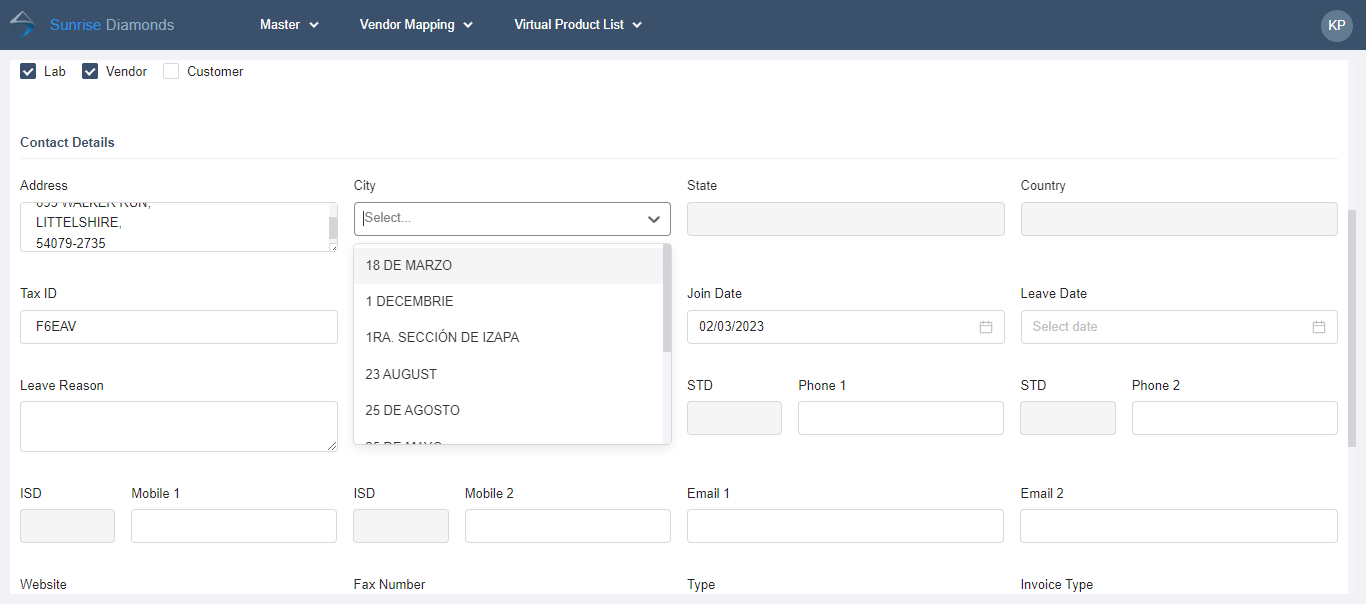 Sunrise Diamonds
Master
Vendor Mapping
Virtual Product List
KP
Lab
Vendor
Customer
Contact Details
Address
City
State
Country
LITTELSHIRE,
54079-2735
Select...
18 DE MARZO
1 DECEMBRIE
1RA. SECCIÓN DE IZAPA
23 AUGUST
25 DE AGOSTO
Tax ID
Join Date
Leave Date
F6EAV
02/03/2023
Select date
Leave Reason
STD
Phone 1
STD
Phone 2
ISD
Mobile 1
ISD
Mobile 2
Email 1
Email 2
Website
Fax Number
Type
Invoice Type